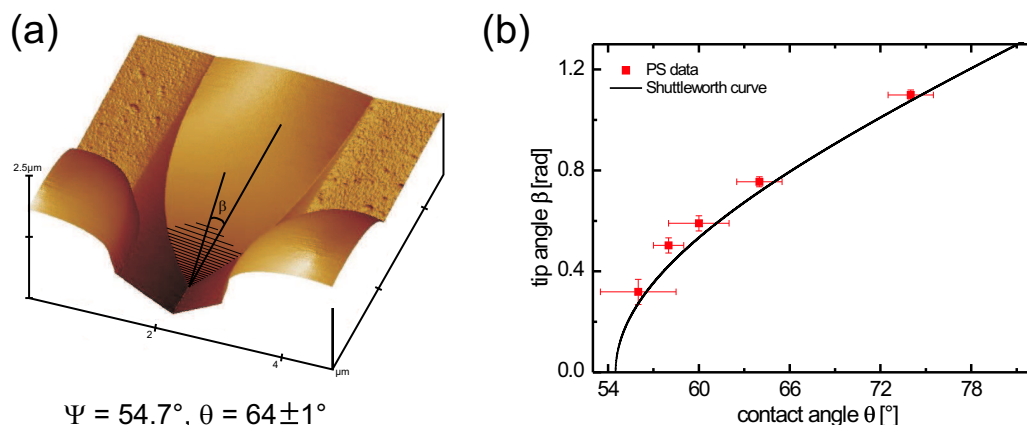 (a)
2.5μm
β
2
4
μm
Ψ = 54.7°, θ = 64±1°
(b)
PS data
Shuttleworth curve
tip angle β [rad]
1.2
0.8
0.4
0.0
54
60
66
72
78
contact angle θ [°]